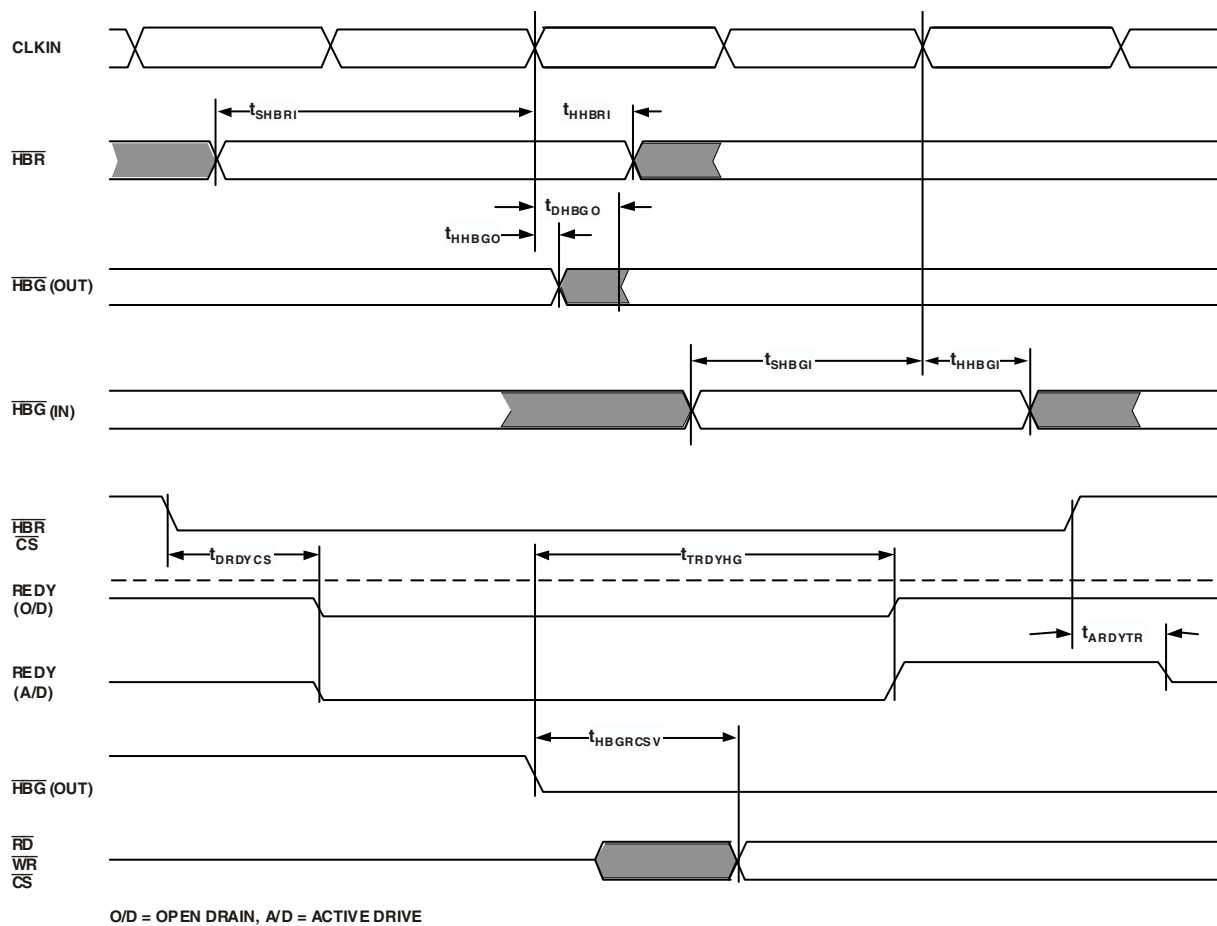 CLKIN
tSHBRI
tHHBRI
HBR
tDHBGO
tHHBGO
HBG (OUT)
tSHBGI
tHHBGI
HBG (IN)
HBR
CS
tDRDYCS
tTRDYHG
REDY
(O/D)
tARDYTR
REDY
(A/D)
tHBGRCSV
HBG (OUT)
RD
WR
CS
O/D = OPEN DRAIN, A/D = ACTIVE DRIVE